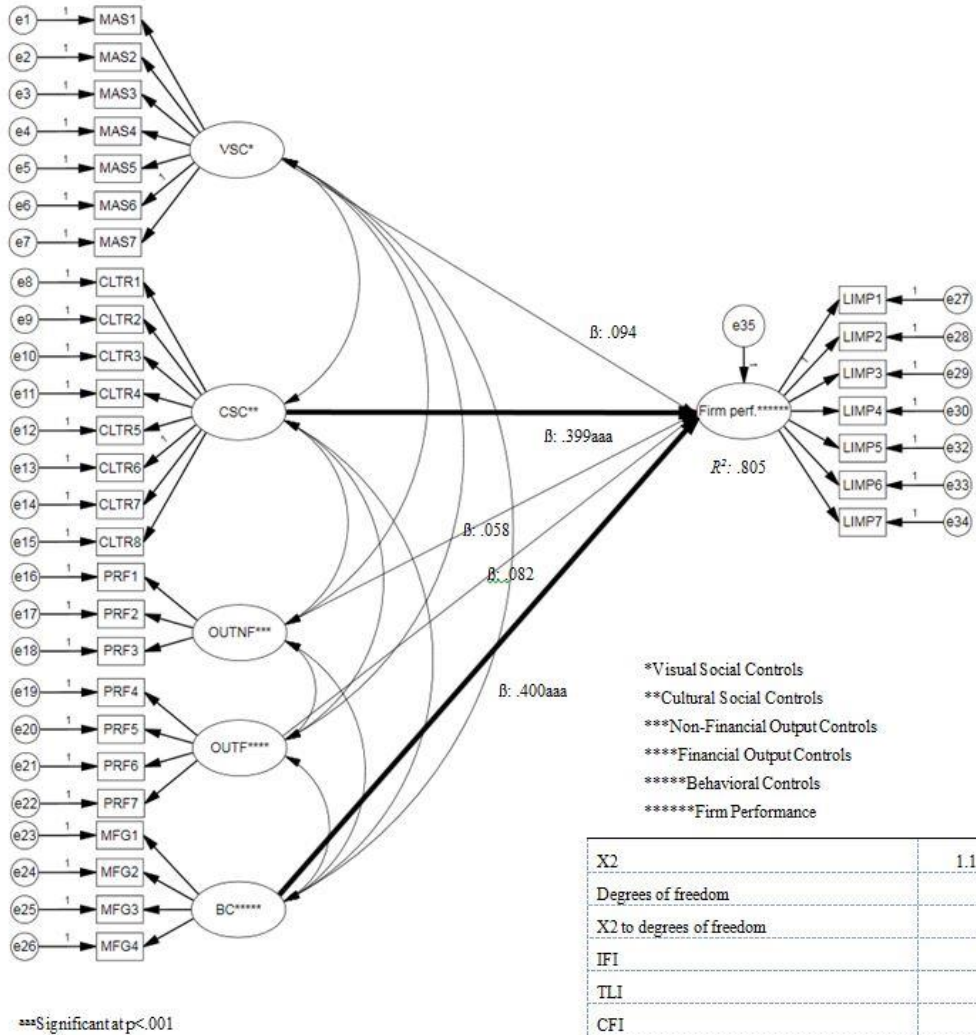 e1 1 MAS1
e2 1 MAS2
e3 1 MAS3
e4 1 MAS4
e5 1 MAS5
e6 1 MAS6
e7 1 MAS7
1
VSC*
e8 1 CLTR1
e9 1 CLTR2
e10 1 CLTR3
e11 1 CLTR4
e12 1 CLTR5
e13 1 CLTR6
e14 1 CLTR7
e15 1 CLTR8
1
CSC**
e16 1 PRF1
e17 1 PRF2
e18 1 PRF3
OUTNF***
e19 1 PRF4
e20 1 PRF5
e21 1 PRF6
e22 1 PRF7
OUTF****
e23 1 MFG1
e24 1 MFG2
e25 1 MFG3
e26 1 MFG4
BC*****
ß: .094
ß: .399aaa
ß: .058
ß: .082
ß: .400aaa
e35
1
Firm perf.******
R²: .805
1
LIMP1 1 e27
LIMP2 1 e28
LIMP3 1 e29
LIMP4 1 e30
LIMP5 1 e32
LIMP6 1 e33
LIMP7 1 e34
*Visual Social Controls
**Cultural Social Controls
***Non-Financial Output Controls
****Financial Output Controls
*****Behavioral Controls
******Firm Performance
X2 1.1
Degrees of freedom
X2 to degrees of freedom
IFI
TLI
CFI
aaaSignificant at p<.001